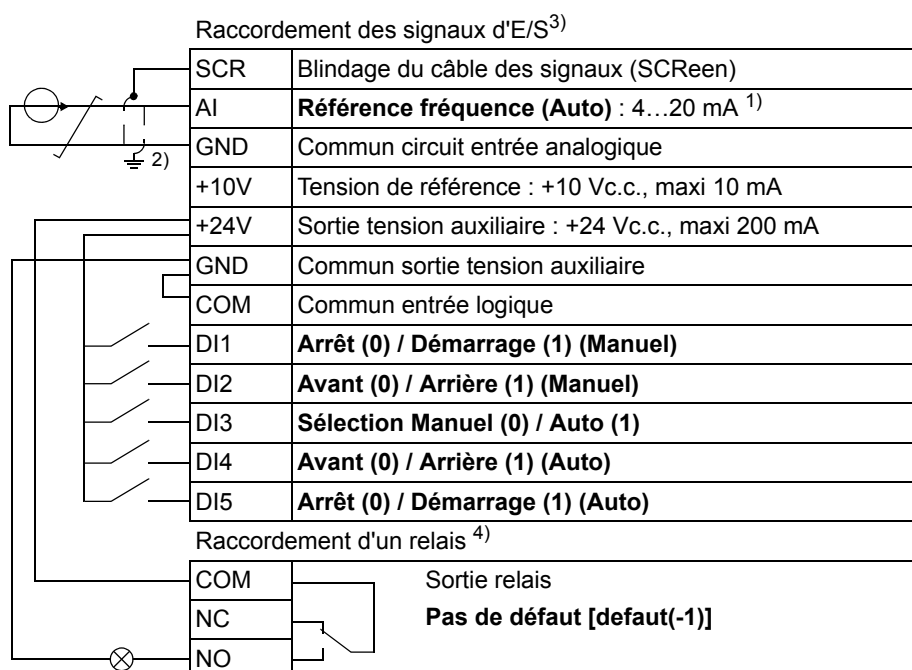 Raccordement des signaux d'E/S3)
SCR Blindage du câble des signaux (SCReen)
AI Référence fréquence (Auto) : 4…20 mA 1)
GND Commun circuit entrée analogique
2)
+10V Tension de référence : +10 Vc.c., maxi 10 mA
+24V Sortie tension auxiliaire : +24 Vc.c., maxi 200 mA
GND Commun sortie tension auxiliaire
COM Commun entrée logique
DI1 Arrêt (0) / Démarrage (1) (Manuel)
DI2 Avant (0) / Arrière (1) (Manuel)
DI3 Sélection Manuel (0) / Auto (1)
DI4 Avant (0) / Arrière (1) (Auto)
DI5 Arrêt (0) / Démarrage (1) (Auto)
Raccordement d'un relais 4)
COM Sortie relais
NC Pas de défaut [defaut(-1)]
NO